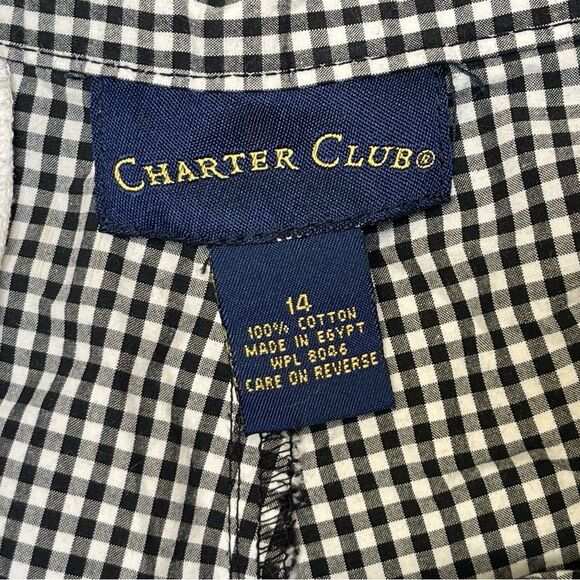 CHARTER CLUB®
14
100% COTTON
MADE IN EGYPT
WPL 8046
CARE ON REVERSE